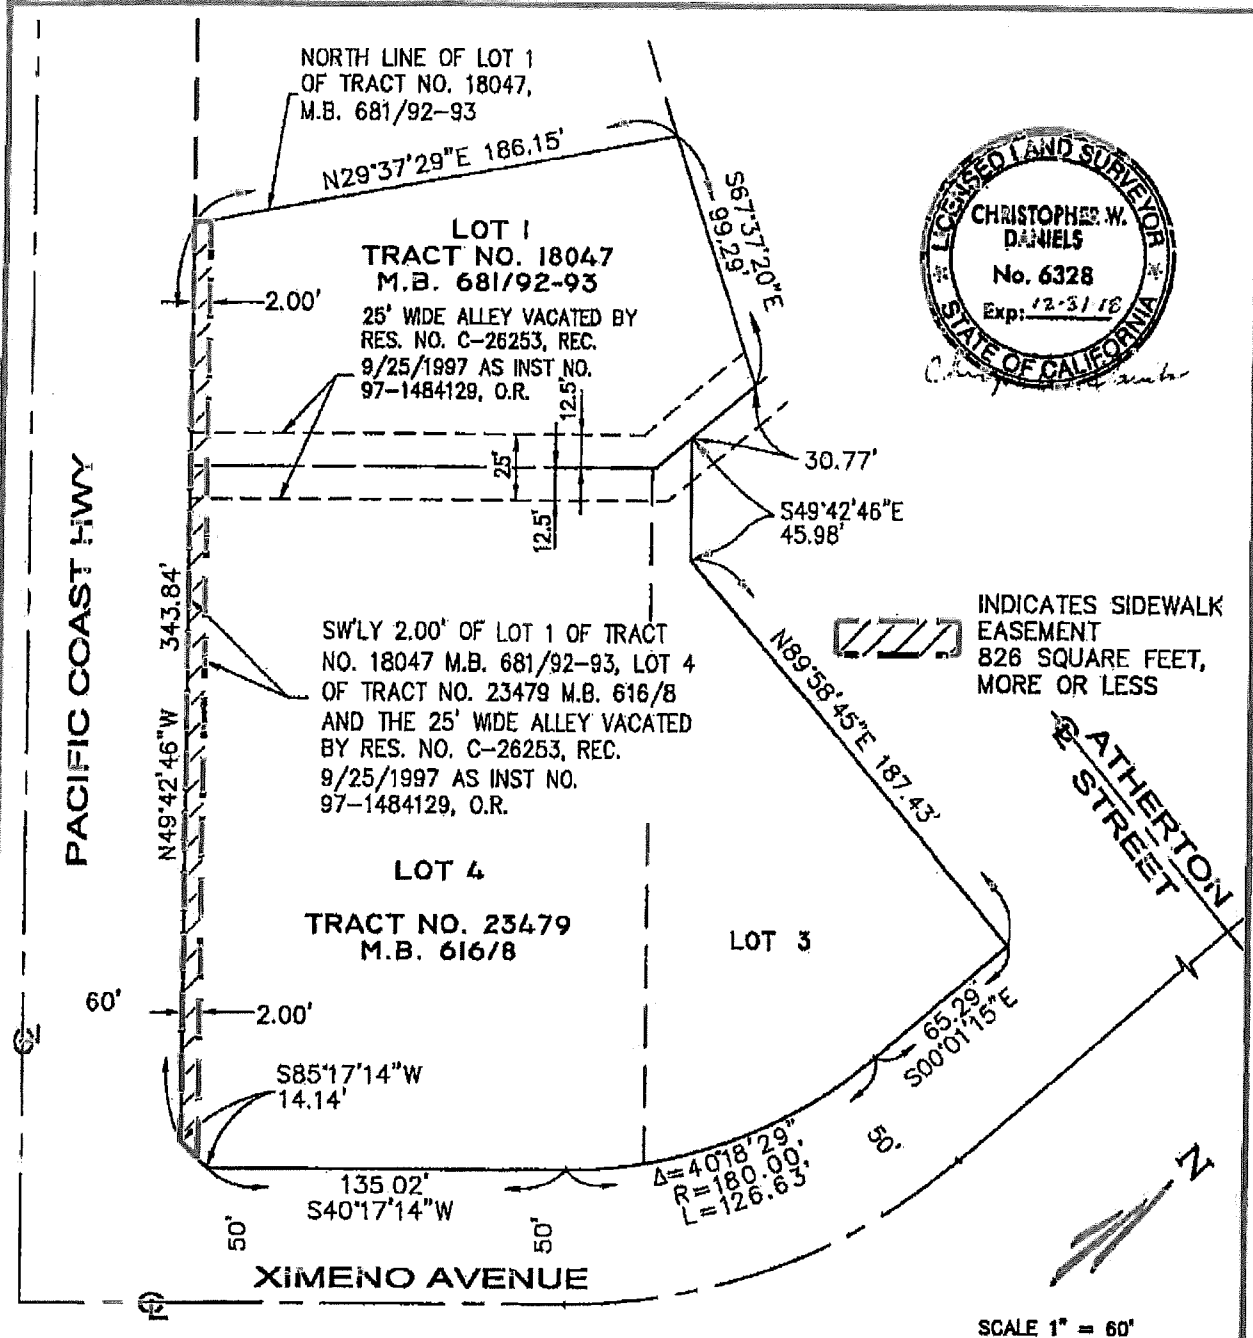 NORTH LINE OF LOT 1
OF TRACT NO. 18047,
M.B. 681/92-93
N29°37'29"E 186.15'
S67°37'20"E
99.29'
LICENSED LAND SURVEYOR
CHRISTOPHER W.
DANIELS
No. 6328
Exp: 12-31-18
STATE OF CALIFORNIA
LOT 1
TRACT NO. 18047
M.B. 681/92-93
2.00'
25' WIDE ALLEY VACATED BY
RES. NO. C-26253, REC.
9/25/1997 AS INST NO.
97-1484129, O.R.
12.5'
25'
12.5'
30.77'
S49°42'46"E
45.98'
PACIFIC COAST HWY
N49°42'46"W 343.84'
SW'LY 2.00' OF LOT 1 OF TRACT
NO. 18047 M.B. 681/92-93, LOT 4
OF TRACT NO. 23479 M.B. 616/8
AND THE 25' WIDE ALLEY VACATED
BY RES. NO. C-26253, REC.
9/25/1997 AS INST NO.
97-1484129, O.R.
N89°58'45"E 187.43'
INDICATES SIDEWALK
EASEMENT
826 SQUARE FEET,
MORE OR LESS
℄ ATHERTON
STREET
LOT 4
TRACT NO. 23479
M.B. 616/8
LOT 3
60'
℄
2.00'
S85°17'14"W
14.14'
65.29'
S00°01'15"E
50'
Δ=40°18'29"
R=180.00'
L=126.63'
135.02'
S40°17'14"W
50'
50'
XIMENO AVENUE
℄
N
SCALE 1" = 60'